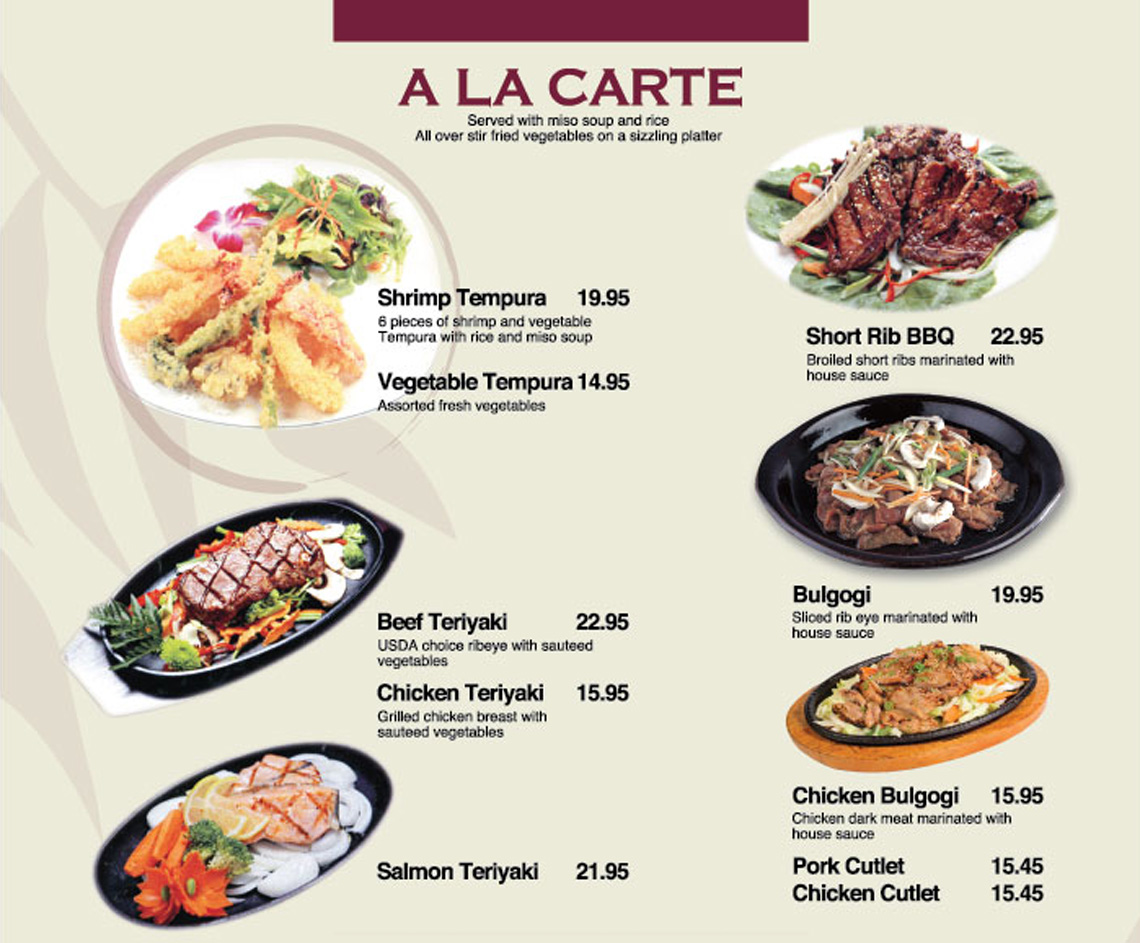 A LA CARTE
Served with miso soup and rice
All over stir fried vegetables on a sizzling platter
Shrimp Tempura 19.95
6 pieces of shrimp and vegetable
Tempura with rice and miso soup
Vegetable Tempura 14.95
Assorted fresh vegetables
Beef Teriyaki 22.95
USDA choice ribeye with sauteed
vegetables
Chicken Teriyaki 15.95
Grilled chicken breast with
sauteed vegetables
Salmon Teriyaki 21.95
Short Rib BBQ 22.95
Broiled short ribs marinated with
house sauce
Bulgogi 19.95
Sliced rib eye marinated with
house sauce
Chicken Bulgogi 15.95
Chicken dark meat marinated with
house sauce
Pork Cutlet 15.45
Chicken Cutlet 15.45